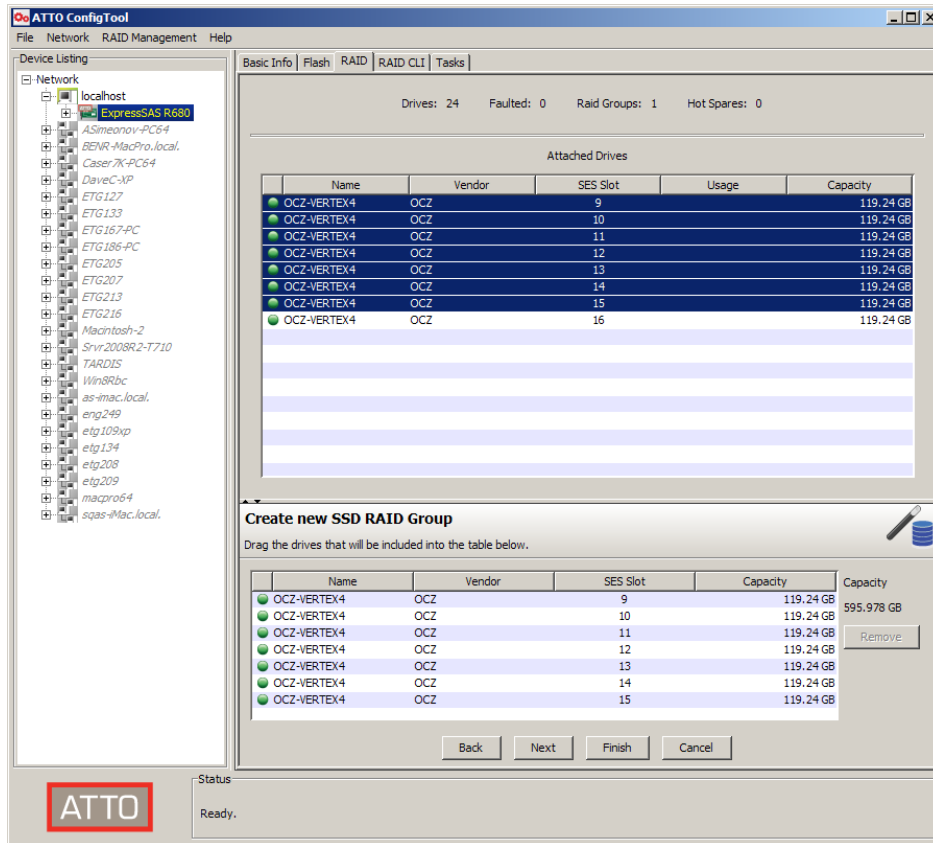 ATTO ConfigTool
File Network RAID Management Help
Device Listing
Network
localhost
ExpressSAS R680
ASimeonov-PC64
BENR-MacPro.local.
Caser7K-PC64
DaveC-XP
ETG127
ETG133
ETG167-PC
ETG186-PC
ETG205
ETG207
ETG213
ETG216
Macintosh-2
Srvr2008R2-T710
TARDIS
Win8Rbc
as-imac.local.
eng249
etg109xp
etg134
etg208
etg209
macpro64
sqas-iMac.local.
Basic Info Flash RAID RAID CLI Tasks
Drives: 24 Faulted: 0 Raid Groups: 1 Hot Spares: 0
Attached Drives
Name Vendor SES Slot Usage Capacity
OCZ-VERTEX4 OCZ 9 119.24 GB
OCZ-VERTEX4 OCZ 10 119.24 GB
OCZ-VERTEX4 OCZ 11 119.24 GB
OCZ-VERTEX4 OCZ 12 119.24 GB
OCZ-VERTEX4 OCZ 13 119.24 GB
OCZ-VERTEX4 OCZ 14 119.24 GB
OCZ-VERTEX4 OCZ 15 119.24 GB
OCZ-VERTEX4 OCZ 16 119.24 GB
Create new SSD RAID Group
Drag the drives that will be included into the table below.
Name Vendor SES Slot Capacity
OCZ-VERTEX4 OCZ 9 119.24 GB
OCZ-VERTEX4 OCZ 10 119.24 GB
OCZ-VERTEX4 OCZ 11 119.24 GB
OCZ-VERTEX4 OCZ 12 119.24 GB
OCZ-VERTEX4 OCZ 13 119.24 GB
OCZ-VERTEX4 OCZ 14 119.24 GB
OCZ-VERTEX4 OCZ 15 119.24 GB
Capacity
595.978 GB
Remove
Back Next Finish Cancel
ATTO
Status
Ready.